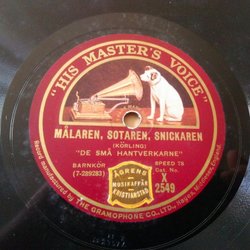 "HIS MASTER'S VOICE"
MÅLAREN, SOTAREN, SNICKAREN
(KÖRLING)
"DE SMÅ HANTVERKARNE"
BARNKÖR
(7-289283)
SPEED 78
Cat. No.
X
2549
ÅGRENS
MUSIKAFFÄR
KRISTIANSTAD
Record manufactured by THE GRAMOPHONE CO., LTD., Hayes, Middlesex, England.